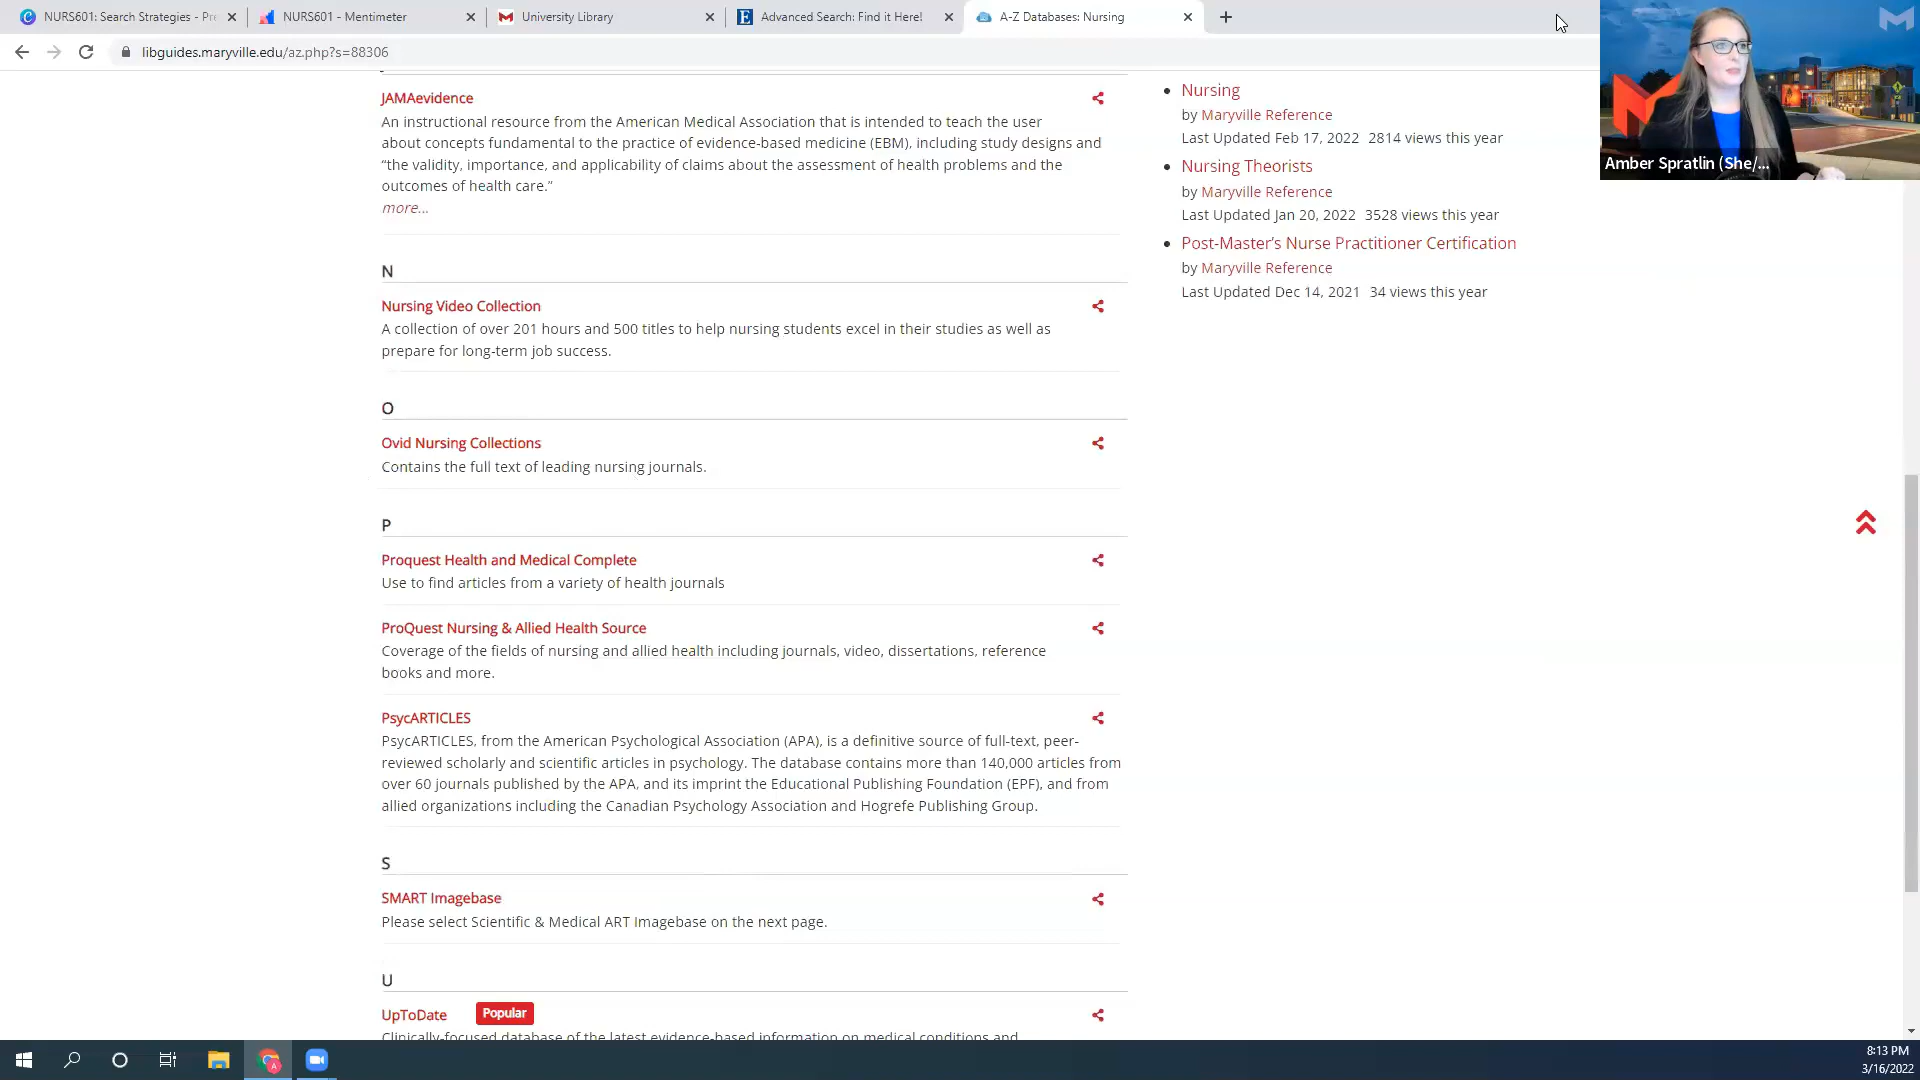 NURS601: Search Strategies - Pre
NURS601 - Mentimeter
University Library
Advanced Search: Find it Here!
A-Z Databases: Nursing
libguides.maryville.edu/az.php?s=88306
JAMAevidence
An instructional resource from the American Medical Association that is intended to teach the user
about concepts fundamental to the practice of evidence-based medicine (EBM), including study designs and
“the validity, importance, and applicability of claims about the assessment of health problems and the
outcomes of health care.”
more...
N
Nursing Video Collection
A collection of over 201 hours and 500 titles to help nursing students excel in their studies as well as
prepare for long-term job success.
O
Ovid Nursing Collections
Contains the full text of leading nursing journals.
P
Proquest Health and Medical Complete
Use to find articles from a variety of health journals
ProQuest Nursing & Allied Health Source
Coverage of the fields of nursing and allied health including journals, video, dissertations, reference
books and more.
PsycARTICLES
PsycARTICLES, from the American Psychological Association (APA), is a definitive source of full-text, peer-
reviewed scholarly and scientific articles in psychology. The database contains more than 140,000 articles from
over 60 journals published by the APA, and its imprint the Educational Publishing Foundation (EPF), and from
allied organizations including the Canadian Psychology Association and Hogrefe Publishing Group.
S
SMART Imagebase
Please select Scientific & Medical ART Imagebase on the next page.
U
UpToDate Popular
Clinically-focused database of the latest evidence-based information on medical conditions and
Nursing
by Maryville Reference
Last Updated Feb 17, 2022 2814 views this year
Nursing Theorists
by Maryville Reference
Last Updated Jan 20, 2022 3528 views this year
Post-Master’s Nurse Practitioner Certification
by Maryville Reference
Last Updated Dec 14, 2021 34 views this year
Amber Spratlin (She/...
8:13 PM
3/16/2022